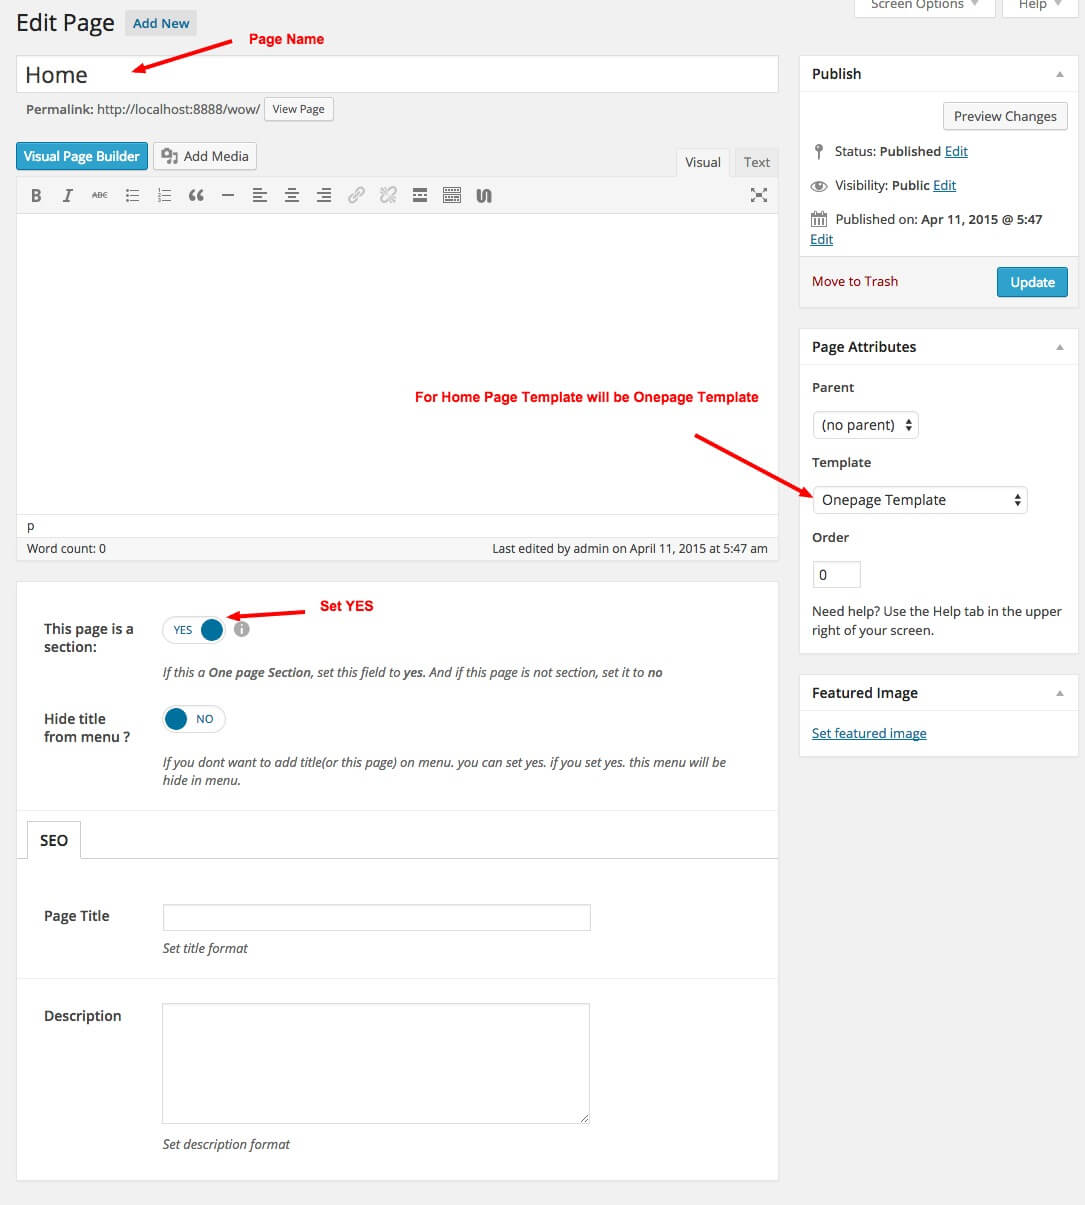 Screen Options
Help
Edit Page Add New
Page Name
Home
Permalink: http://localhost:8888/wow/ View Page
Visual Page Builder Add Media
Visual Text
B I ABC
p
Word count: 0 Last edited by admin on April 11, 2015 at 5:47 am
Publish
Preview Changes
Status: Published Edit
Visibility: Public Edit
Published on: Apr 11, 2015 @ 5:47
Edit
Move to Trash Update
Page Attributes
Parent
(no parent)
For Home Page Template will be Onepage Template
Template
Onepage Template
Order
0
Need help? Use the Help tab in the upper
right of your screen.
Featured Image
Set featured image
Set YES
This page is a
section:
YES
If this a One page Section, set this field to yes. And if this page is not section, set it to no
Hide title
from menu ?
NO
If you dont want to add title(or this page) on menu. you can set yes. if you set yes. this menu will be
hide in menu.
SEO
Page Title
Set title format
Description
Set description format